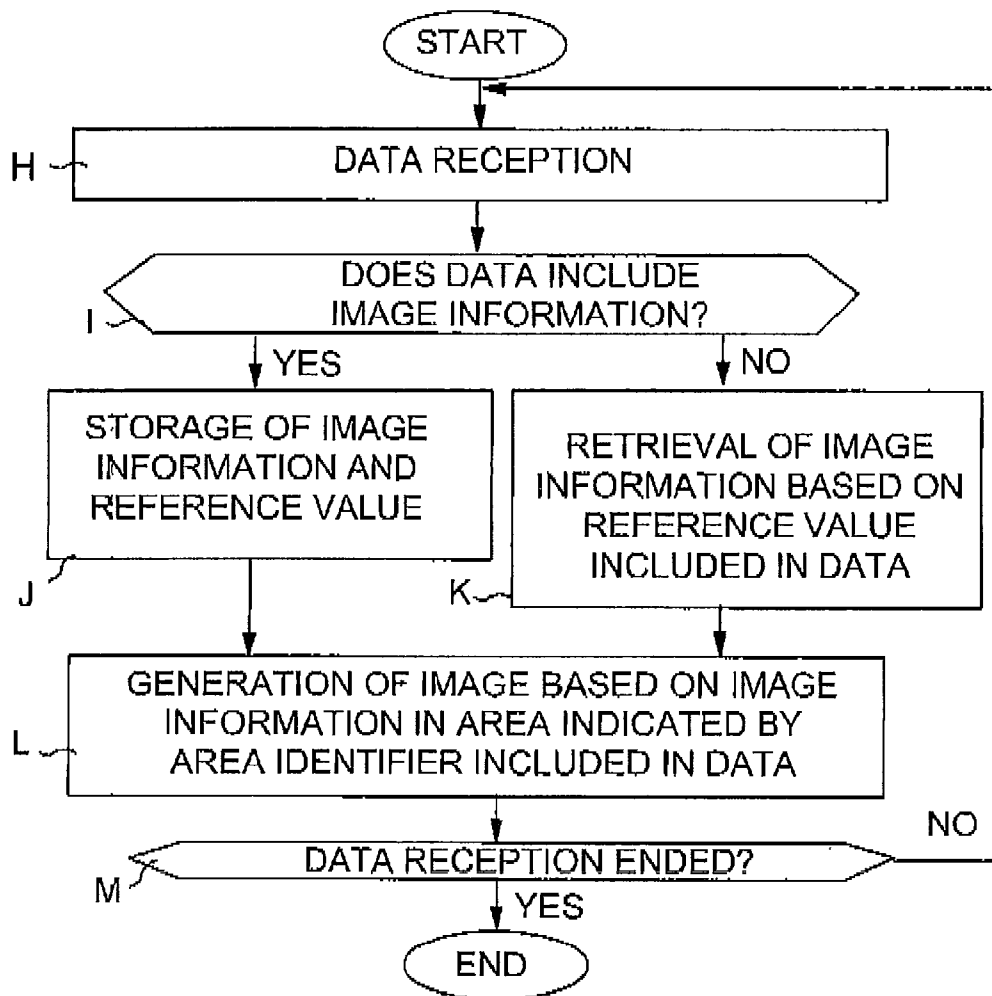 START
H
DATA RECEPTION
DOES DATA INCLUDE
IMAGE INFORMATION?
I
YES
NO
STORAGE OF IMAGE
INFORMATION AND
REFERENCE VALUE
J
RETRIEVAL OF IMAGE
INFORMATION BASED ON
REFERENCE VALUE
INCLUDED IN DATA
K
GENERATION OF IMAGE BASED ON IMAGE
INFORMATION IN AREA INDICATED BY
AREA IDENTIFIER INCLUDED IN DATA
L
DATA RECEPTION ENDED?
M
NO
YES
END